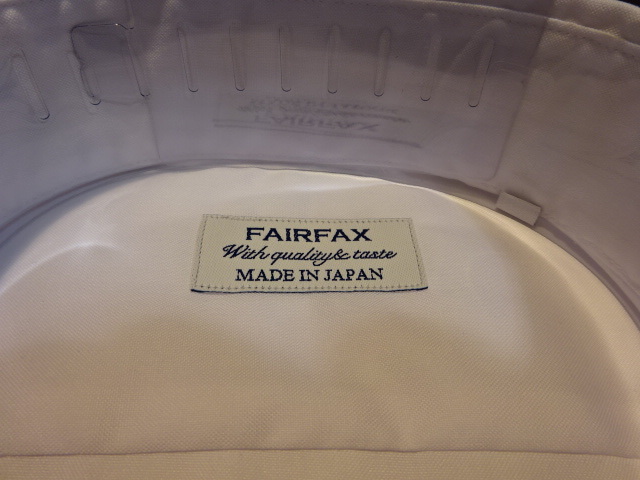 FAIRFAX
With quality & taste
MADE IN JAPAN